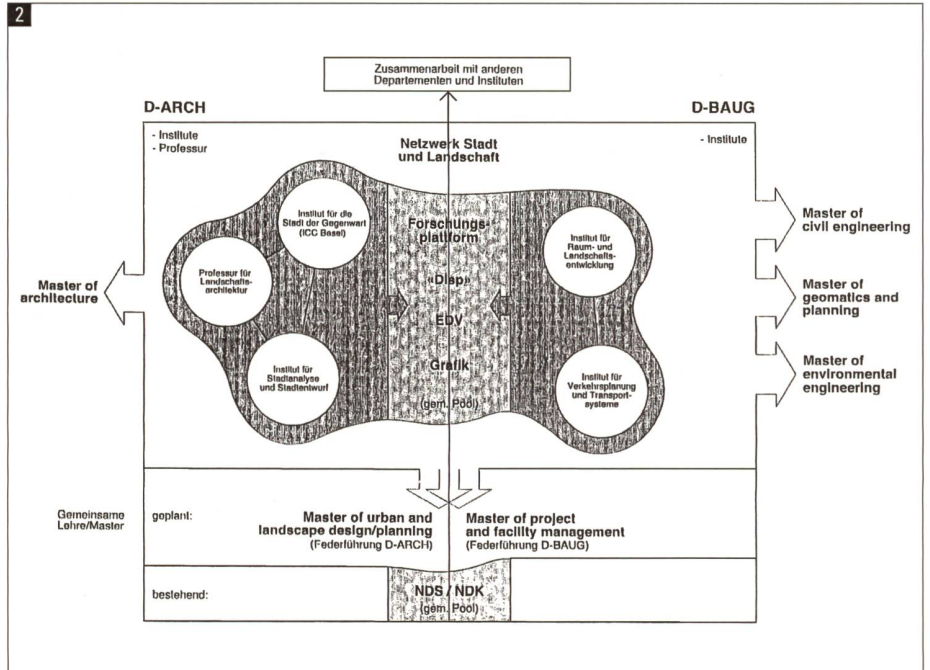 2
Zusammenarbeit mit anderen
Departementen und Instituten
D-ARCH
D-BAUG
- Institute
- Professur
Netzwerk Stadt
und Landschaft
- Institute
Institut für die
Stadt der Gegenwart
(ICC Basel)
Professur für
Landschafts-
architektur
Institut für
Stadtanalyse
und Stadtentwurf
Forschungs-
plattform
«Disp»
EDV
Grafik
(gem. Pool)
Institut für
Raum- und
Landschafts-
entwicklung
Institut für
Verkehrsplanung
und Transport-
systeme
Master of
architecture
Master of
civil engineering
Master of
geomatics and
planning
Master of
environmental
engineering
Gemeinsame
Lehre/Master
geplant:
Master of urban and
landscape design/planning
(Federführung D-ARCH)
Master of project
and facility management
(Federführung D-BAUG)
bestehend:
NDS / NDK
(gem. Pool)